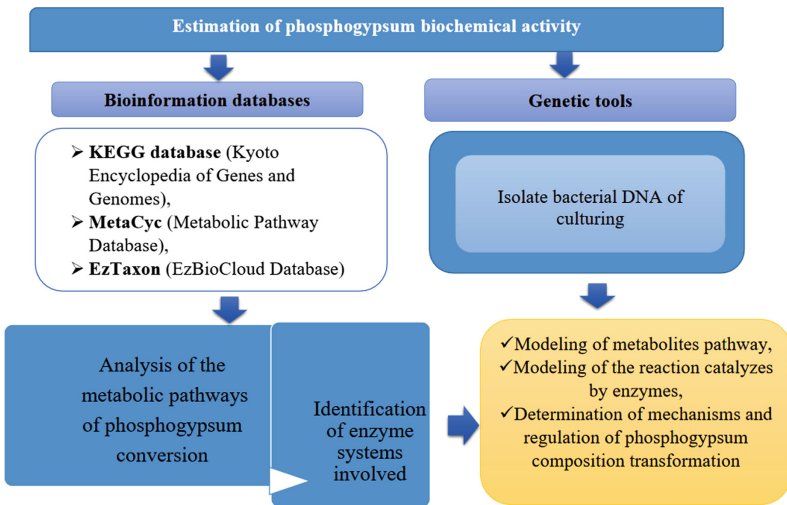 Estimation of phosphogypsum biochemical activity
Bioinformation databases
Genetic tools
➢ KEGG database (Kyoto
Encyclopedia of Genes and
Genomes),
➢ MetaCyc (Metabolic Pathway
Database),
➢ EzTaxon (EzBioCloud Database)
Isolate bacterial DNA of
culturing
Analysis of the
metabolic pathways
of phosphogypsum
conversion
Identification
of enzyme
systems
involved
✓Modeling of metabolites pathway,
✓Modeling of the reaction catalyzes
by enzymes,
✓Determination of mechanisms and
regulation of phosphogypsum
composition transformation